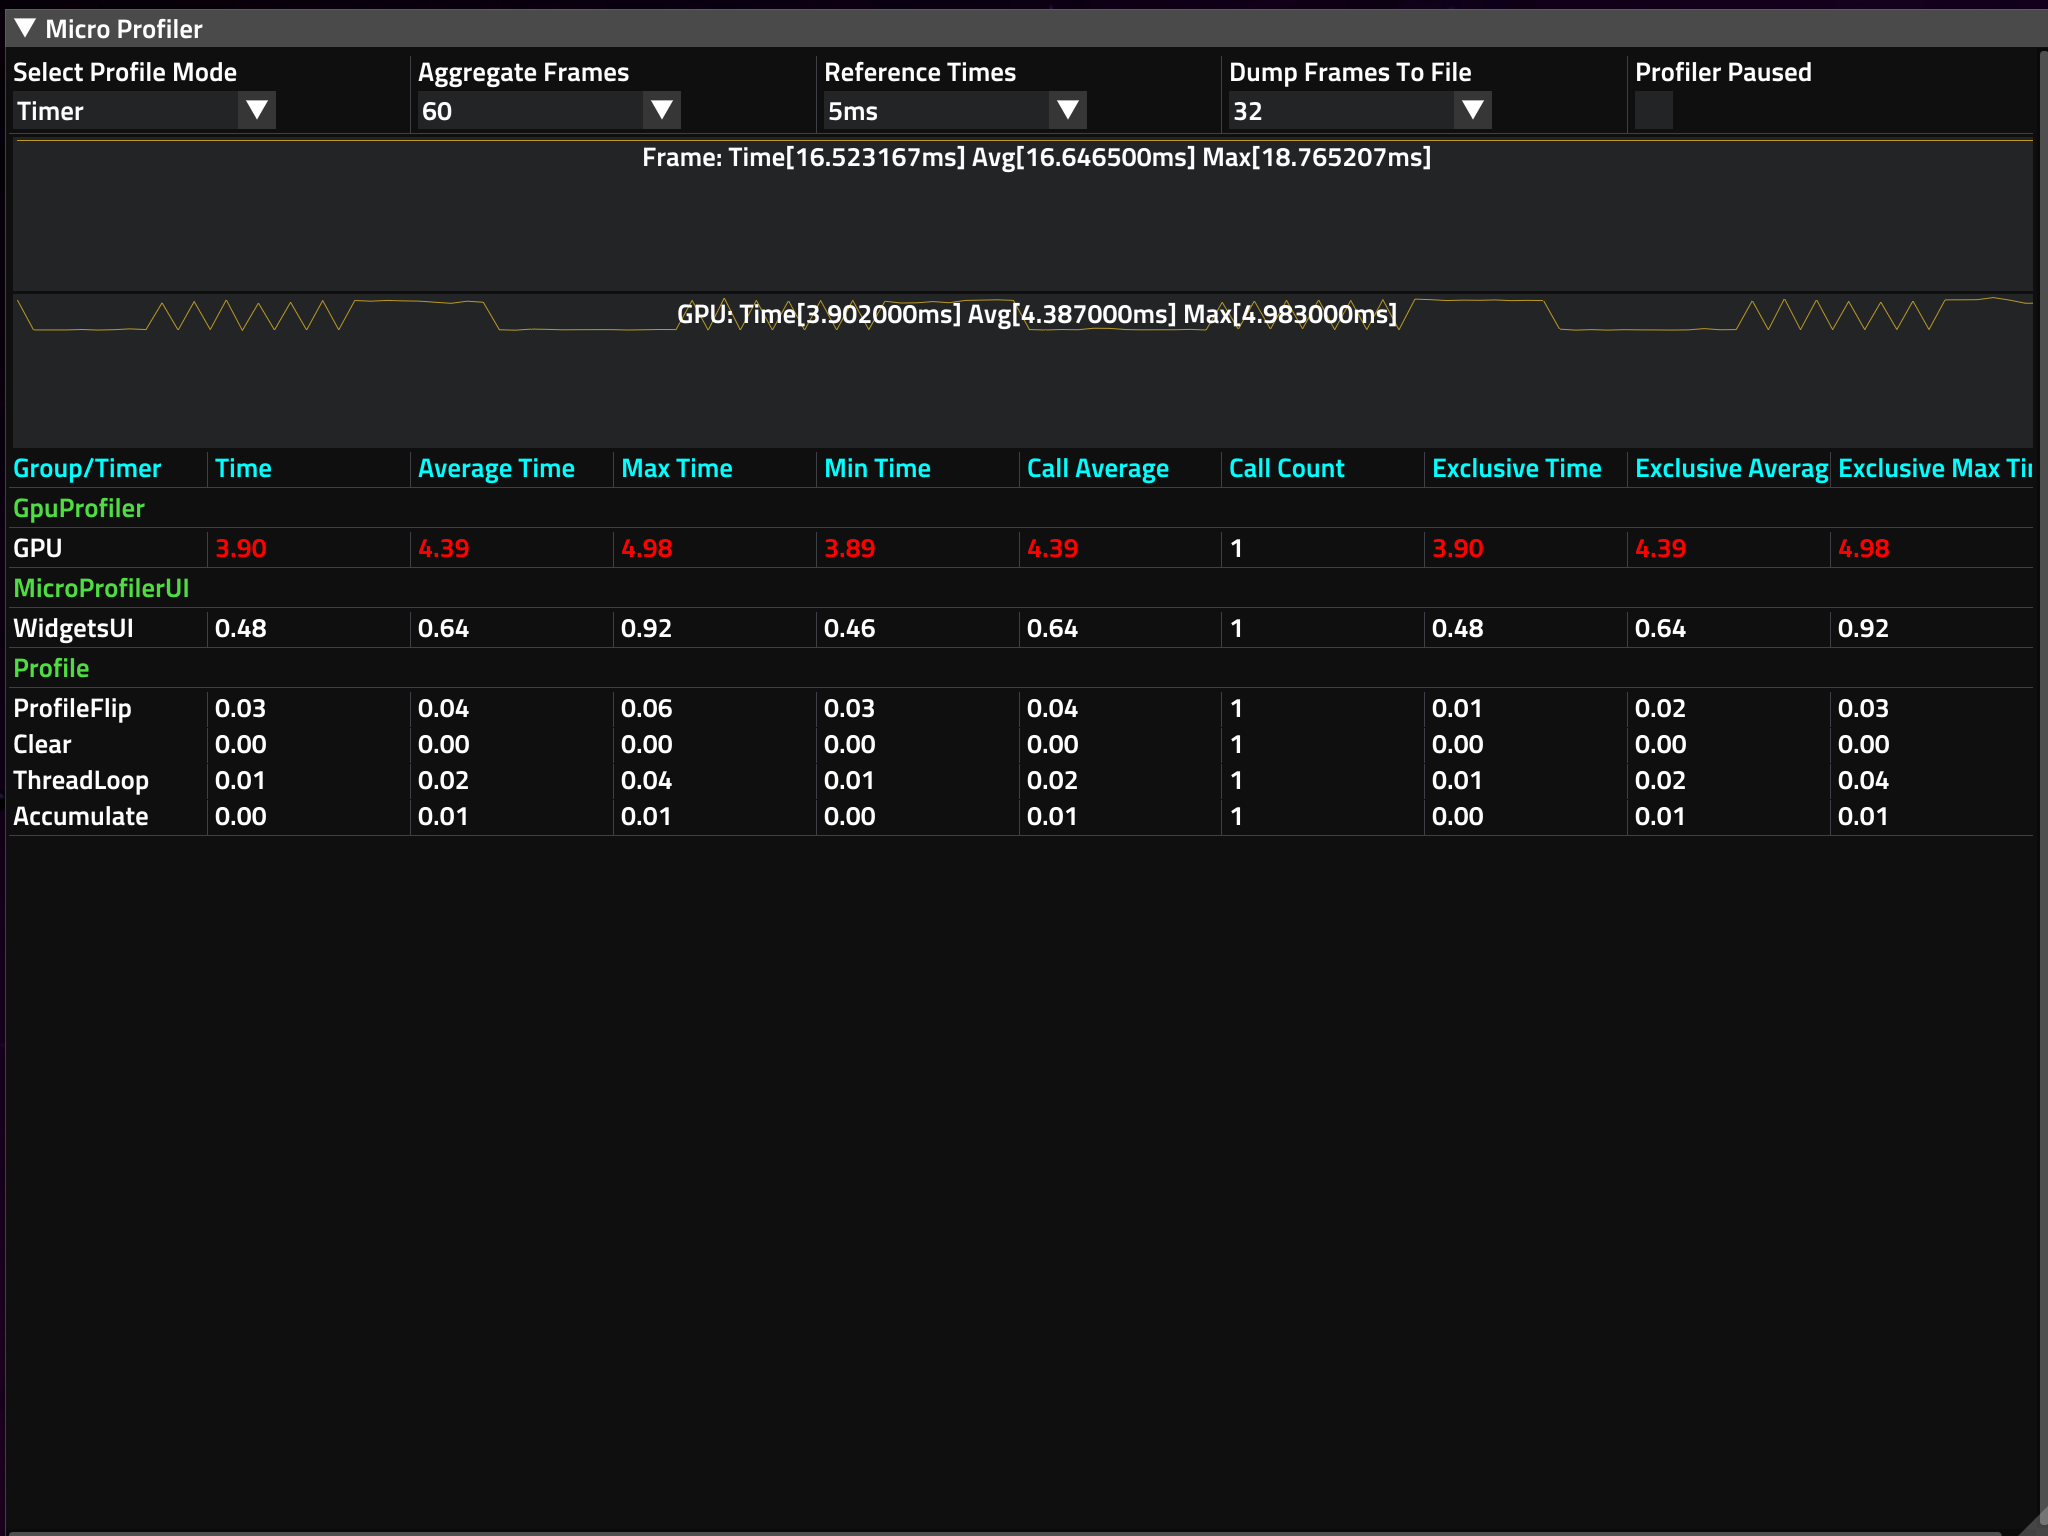 Micro Profiler
Select Profile Mode Aggregate Frames Reference Times Dump Frames To File Profiler Paused
Timer 60 5ms 32
Frame: Time[16.523167ms] Avg[16.646500ms] Max[18.765207ms]
GPU: Time[3.902000ms] Avg[4.387000ms] Max[4.983000ms]
Group/Timer Time Average Time Max Time Min Time Call Average Call Count Exclusive Time Exclusive Averag Exclusive Max Tir
GpuProfiler
GPU 3.90 4.39 4.98 3.89 4.39 1 3.90 4.39 4.98
MicroProfilerUI
WidgetsUI 0.48 0.64 0.92 0.46 0.64 1 0.48 0.64 0.92
Profile
ProfileFlip 0.03 0.04 0.06 0.03 0.04 1 0.01 0.02 0.03
Clear 0.00 0.00 0.00 0.00 0.00 1 0.00 0.00 0.00
ThreadLoop 0.01 0.02 0.04 0.01 0.02 1 0.01 0.02 0.04
Accumulate 0.00 0.01 0.01 0.00 0.01 1 0.00 0.01 0.01